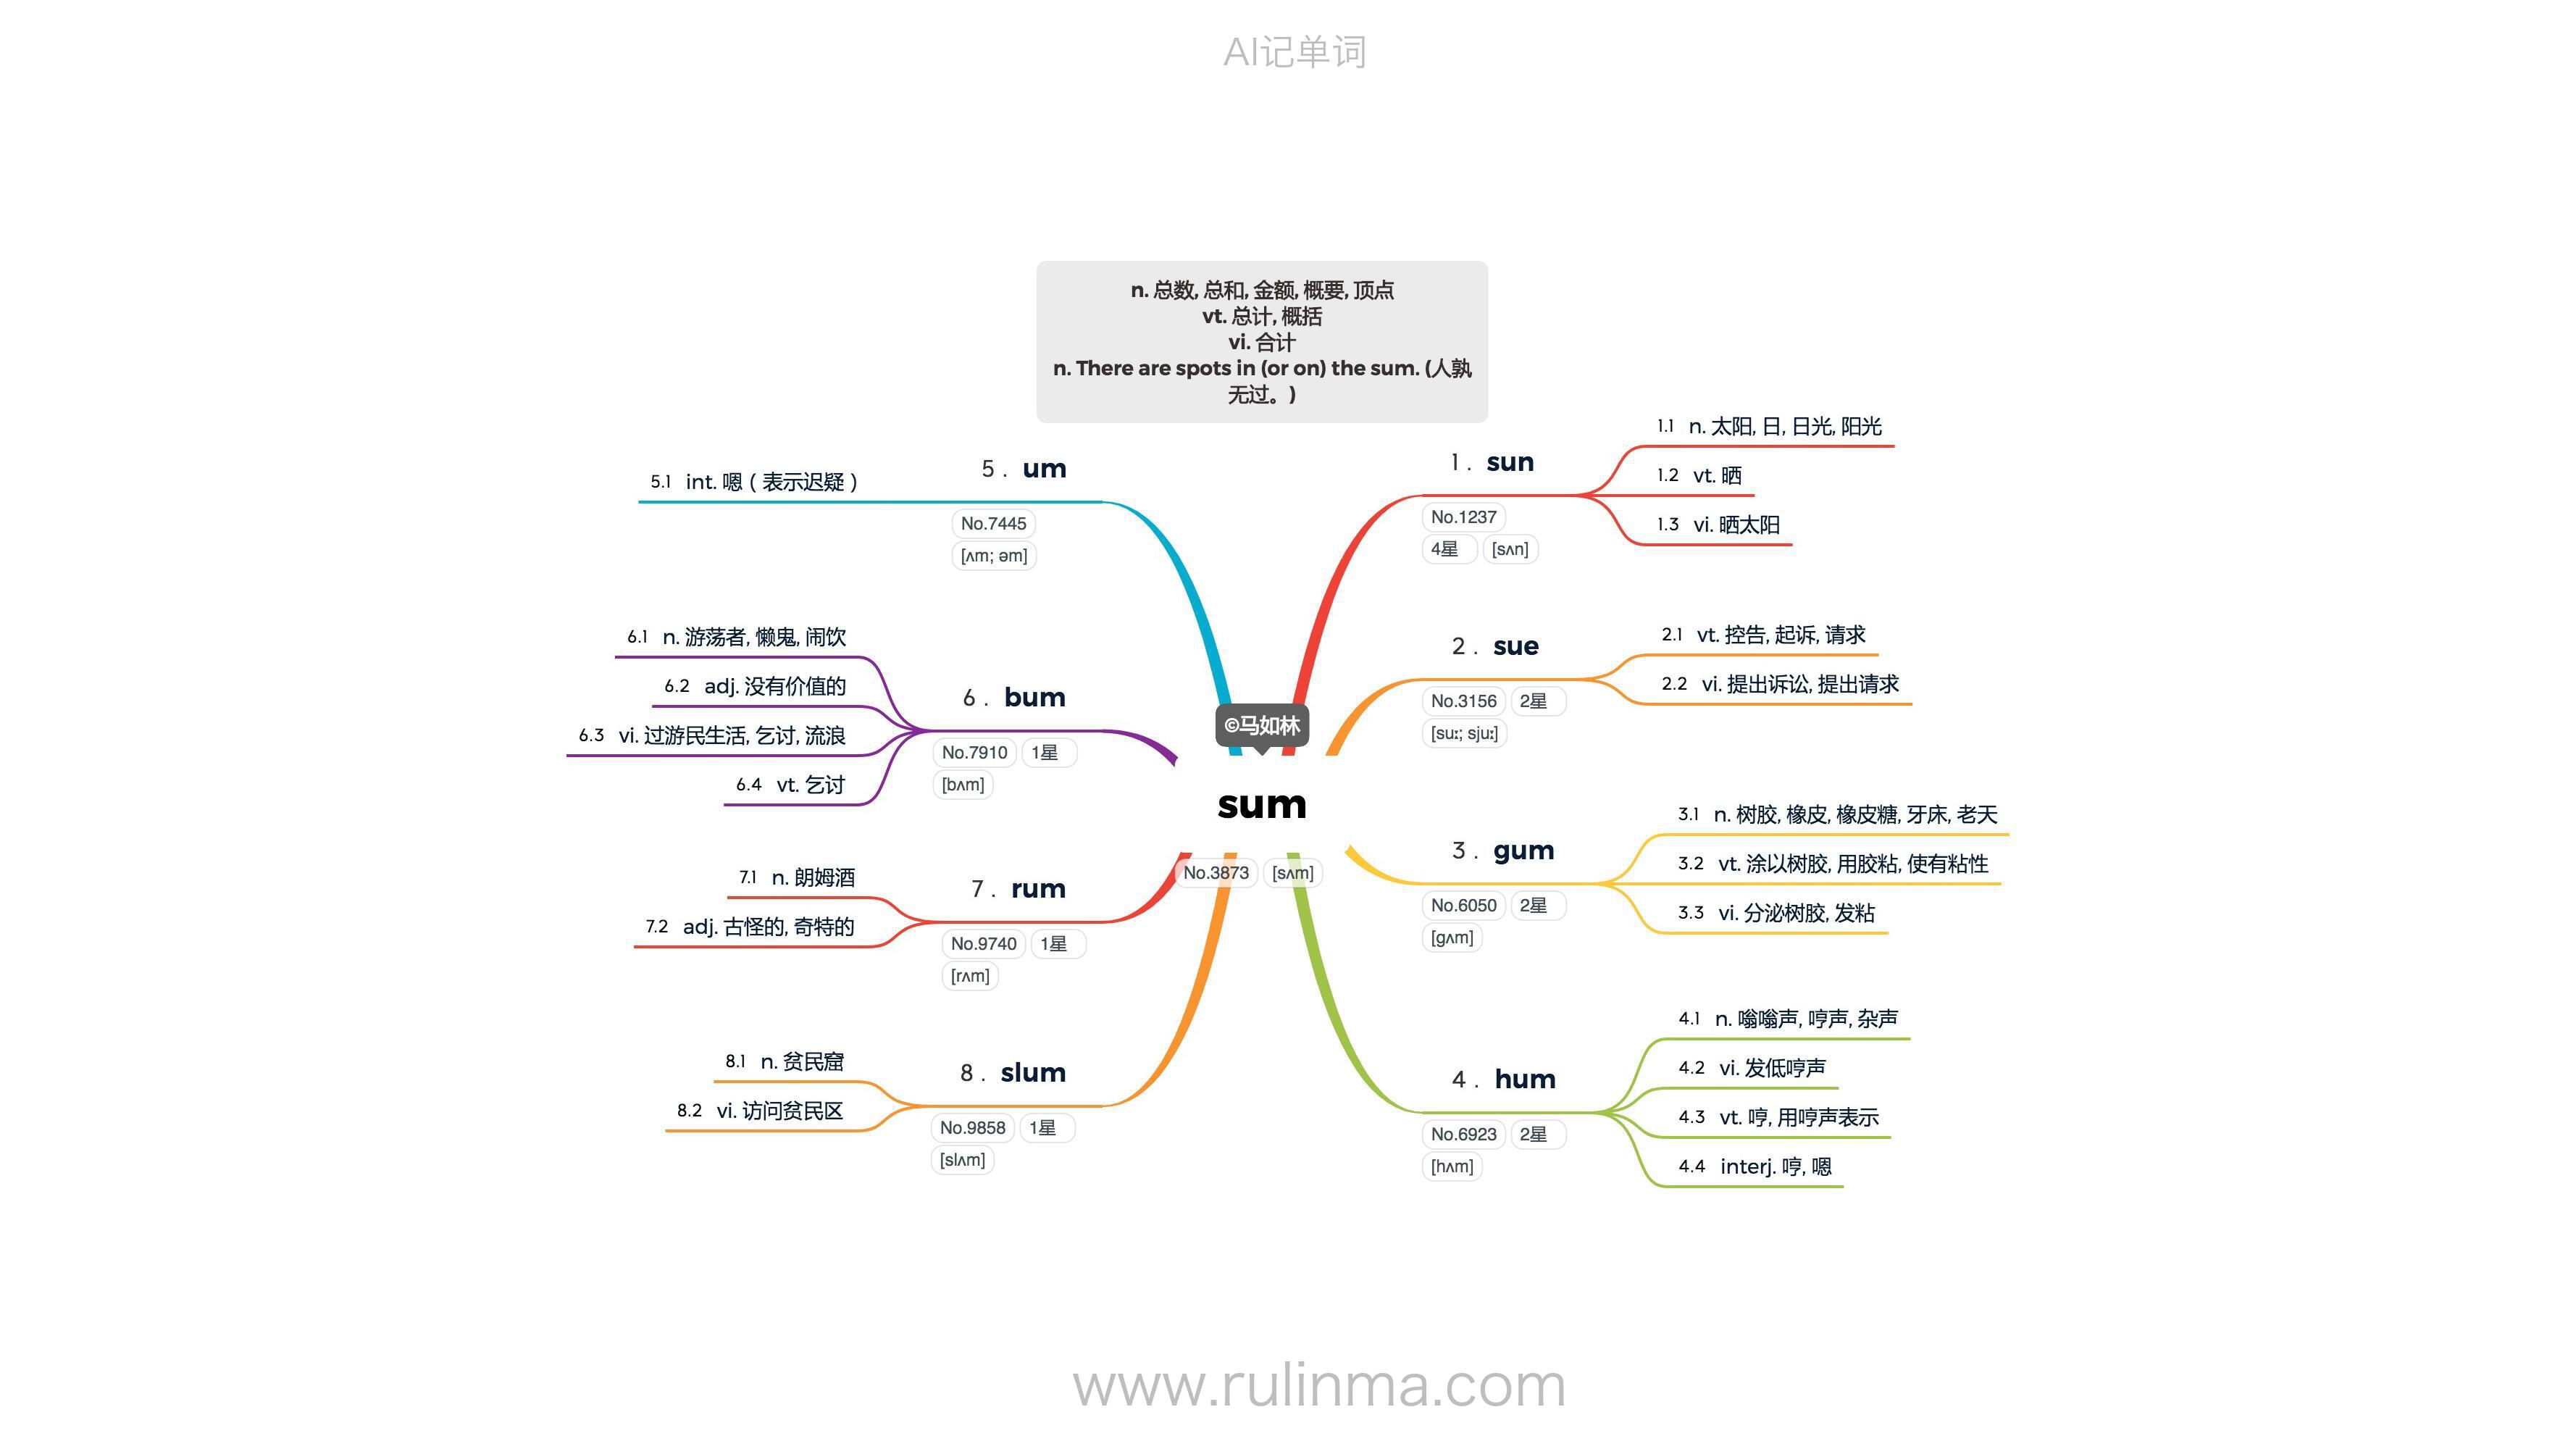 AI记单词
n. 总数, 总和, 金额, 概要, 顶点
vt. 总计, 概括
vi. 合计
n. There are spots in (or on) the sum. (人孰
无过。)
©马如林
sum
No.3873 [sʌm]
1. sun
No.1237
4星 [sʌn]
1.1 n. 太阳, 日, 日光, 阳光
1.2 vt. 晒
1.3 vi. 晒太阳
2. sue
No.3156 2星
[suː; sjuː]
2.1 vt. 控告, 起诉, 请求
2.2 vi. 提出诉讼, 提出请求
3. gum
No.6050 2星
[gʌm]
3.1 n. 树胶, 橡皮, 橡皮糖, 牙床, 老天
3.2 vt. 涂以树胶, 用胶粘, 使有粘性
3.3 vi. 分泌树胶, 发粘
4. hum
No.6923 2星
[hʌm]
4.1 n. 嗡嗡声, 哼声, 杂声
4.2 vi. 发低哼声
4.3 vt. 哼, 用哼声表示
4.4 interj. 哼, 嗯
5. um
No.7445
[ʌm; əm]
5.1 int. 嗯（表示迟疑）
6. bum
No.7910 1星
[bʌm]
6.1 n. 游荡者, 懒鬼, 闹饮
6.2 adj. 没有价值的
6.3 vi. 过游民生活, 乞讨, 流浪
6.4 vt. 乞讨
7. rum
No.9740 1星
[rʌm]
7.1 n. 朗姆酒
7.2 adj. 古怪的, 奇特的
8. slum
No.9858 1星
[slʌm]
8.1 n. 贫民窟
8.2 vi. 访问贫民区
www.rulinma.com